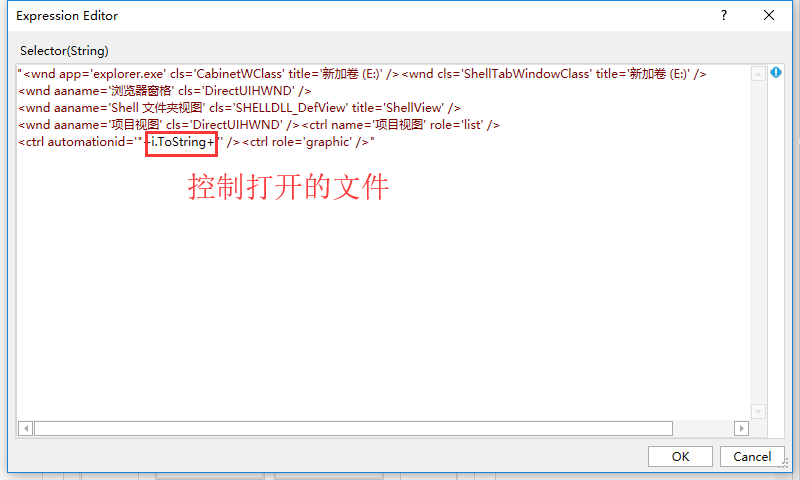 Expression Editor
Selector(String)
"<wnd app='explorer.exe' cls='CabinetWClass' title='新加卷 (E:)' /><wnd cls='ShellTabWindowClass' title='新加卷 (E:)' />
<wnd aaname='浏览器窗格' cls='DirectUIHWND' />
<wnd aaname='Shell 文件夹视图' cls='SHELLDLL_DefView' title='ShellView' />
<wnd aaname='项目视图' cls='DirectUIHWND' /><ctrl name='项目视图' role='list' />
<ctrl automationid='"+i.ToString+"' /><ctrl role='graphic' />"
控制打开的文件
OK Cancel